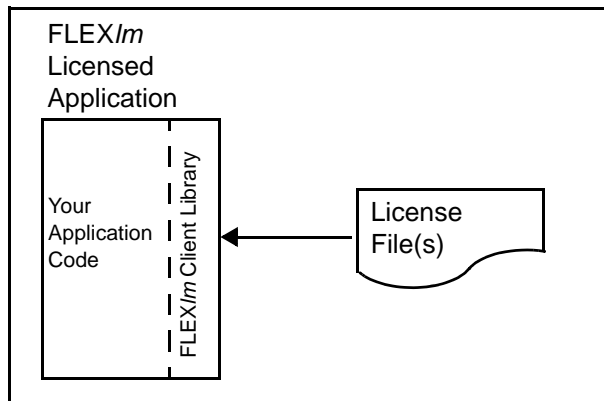 FLEXlm
Licensed
Application
Your
Application
Code
FLEXlm Client Library
License
File(s)